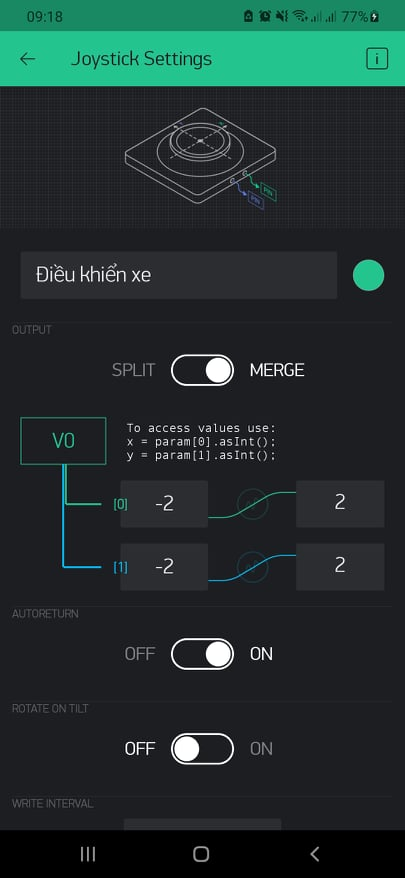 09:18
77%
Joystick Settings
i
PIN
PIN
Điều khiển xe
OUTPUT
SPLIT
MERGE
V0
To access values use:
x = param[0].asInt();
y = param[1].asInt();
[0]
-2
2
[1]
-2
2
AUTORETURN
OFF
ON
ROTATE ON TILT
OFF
ON
WRITE INTERVAL